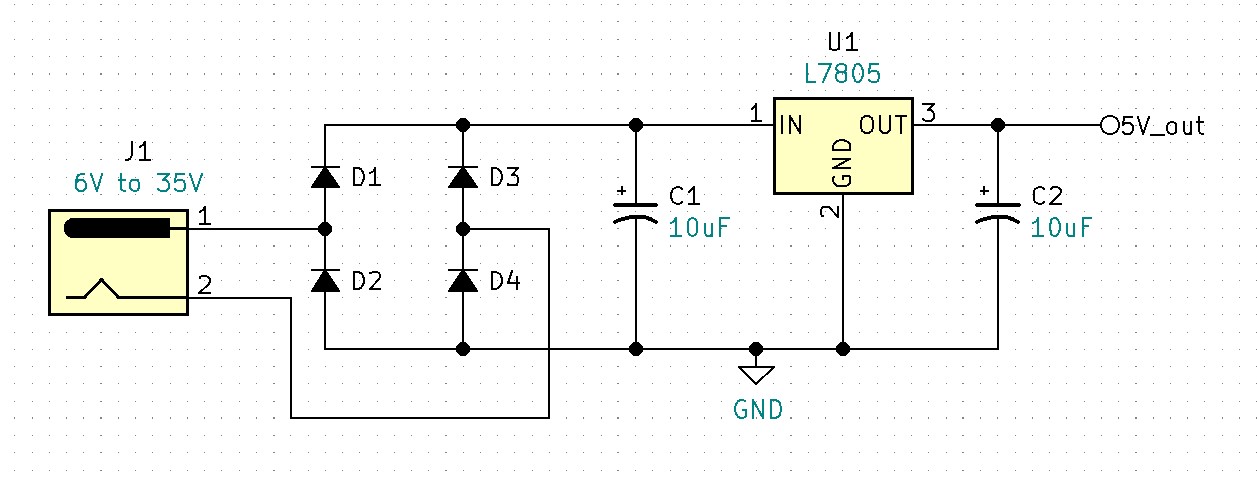 U1
L7805
1
IN
OUT
3
5V_out
GND
2
J1
6V to 35V
1
2
D1
D3
D2
D4
+
C1
10uF
+
C2
10uF
GND